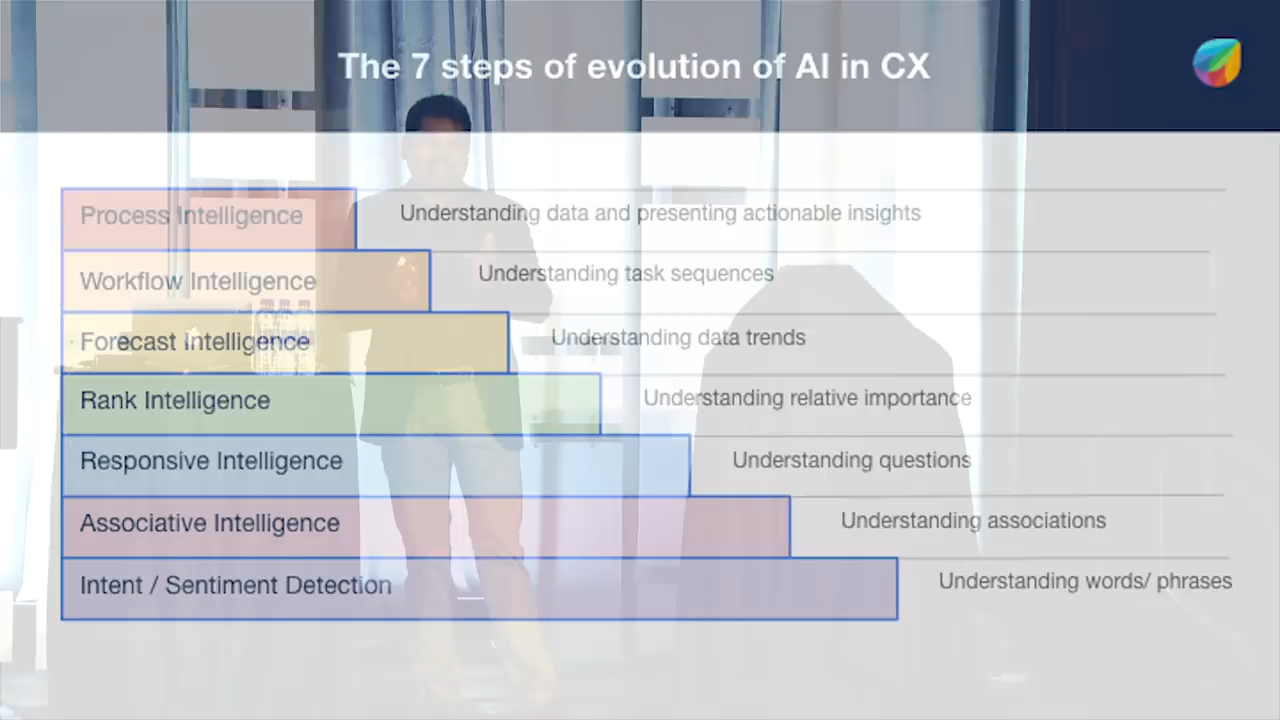 The 7 steps of evolution of AI in CX
Process Intelligence Understanding data and presenting actionable insights
Workflow Intelligence Understanding task sequences
Forecast Intelligence Understanding data trends
Rank Intelligence Understanding relative importance
Responsive Intelligence Understanding questions
Associative Intelligence Understanding associations
Intent / Sentiment Detection Understanding words/ phrases